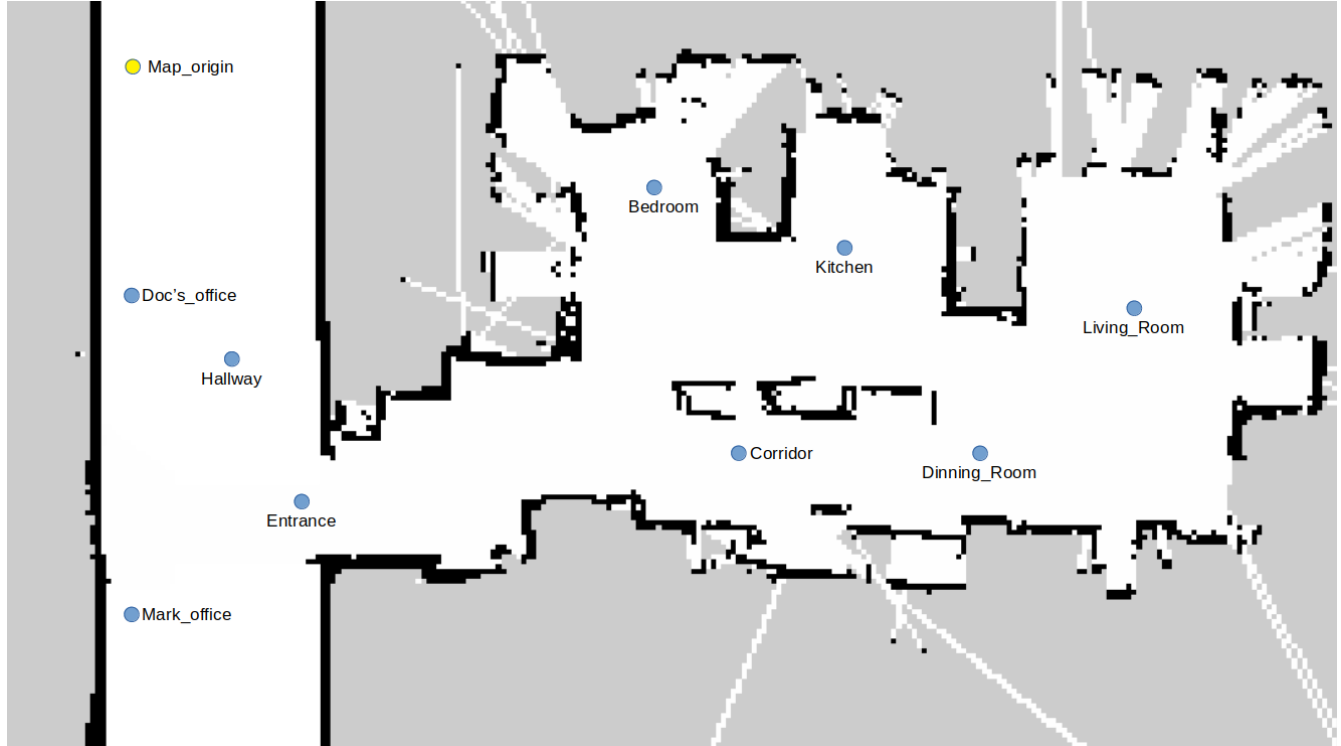 Map_origin
Bedroom
Kitchen
Doc's_office
Living_Room
Hallway
Corridor
Dinning_Room
Entrance
Mark_office